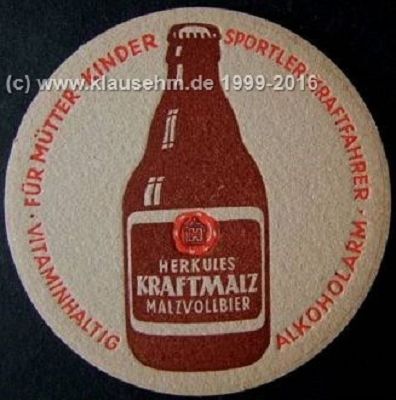 VITAMINHALTIG · FÜR MÜTTER · KINDER
SPORTLER · KRAFTFAHRER · ALKOHOLARM
(c) www.klausehm.de 1999-2016
H
HERKULES
KRAFTMALZ
MALZVOLLBIER